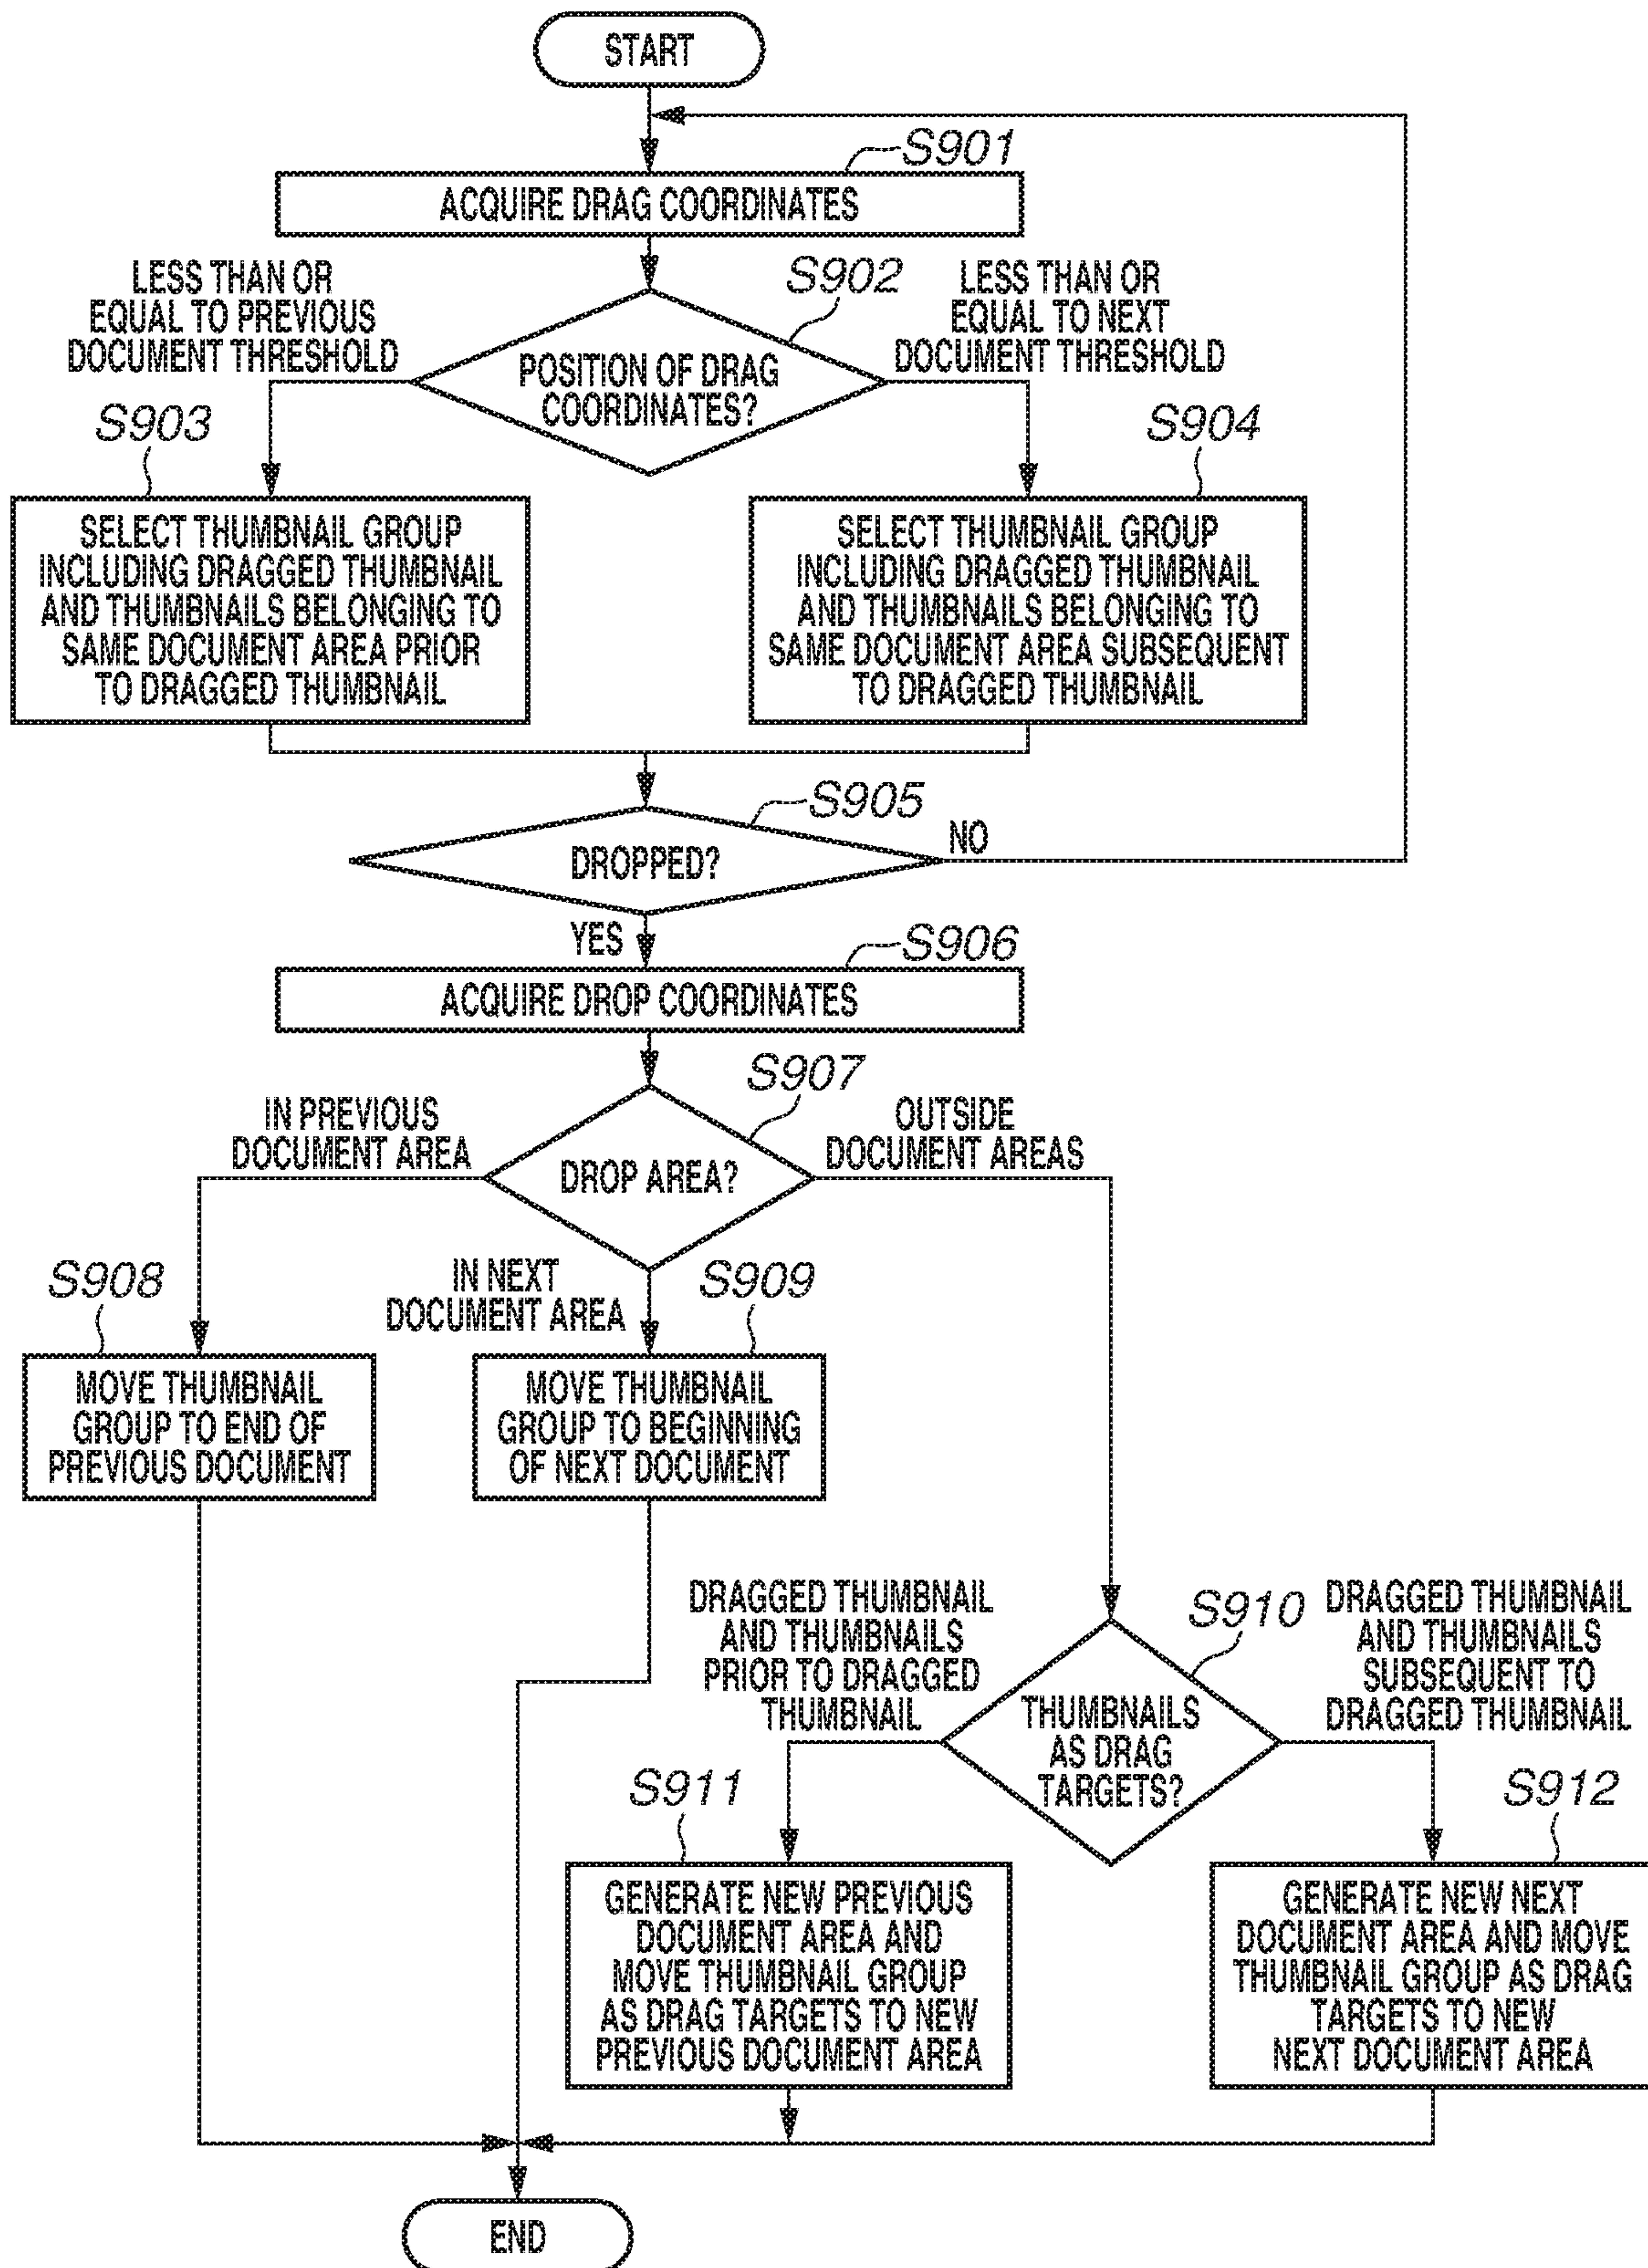 START
S901
ACQUIRE DRAG COORDINATES
LESS THAN OR
EQUAL TO PREVIOUS
DOCUMENT THRESHOLD
S902
LESS THAN OR
EQUAL TO NEXT
DOCUMENT THRESHOLD
POSITION OF DRAG
COORDINATES?
S903
S904
SELECT THUMBNAIL GROUP
INCLUDING DRAGGED THUMBNAIL
AND THUMBNAILS BELONGING TO
SAME DOCUMENT AREA PRIOR
TO DRAGGED THUMBNAIL
SELECT THUMBNAIL GROUP
INCLUDING DRAGGED THUMBNAIL
AND THUMBNAILS BELONGING TO
SAME DOCUMENT AREA SUBSEQUENT
TO DRAGGED THUMBNAIL
S905
DROPPED?
NO
YES
S906
ACQUIRE DROP COORDINATES
S907
IN PREVIOUS
DOCUMENT AREA
OUTSIDE
DOCUMENT AREAS
DROP AREA?
S908
IN NEXT
DOCUMENT AREA
S909
MOVE THUMBNAIL
GROUP TO END OF
PREVIOUS DOCUMENT
MOVE THUMBNAIL
GROUP TO BEGINNING
OF NEXT DOCUMENT
DRAGGED THUMBNAIL
AND THUMBNAILS
PRIOR TO DRAGGED
THUMBNAIL
S910
DRAGGED THUMBNAIL
AND THUMBNAILS
SUBSEQUENT TO
DRAGGED THUMBNAIL
THUMBNAILS
AS DRAG
TARGETS?
S911
S912
GENERATE NEW PREVIOUS
DOCUMENT AREA AND
MOVE THUMBNAIL GROUP
AS DRAG TARGETS TO NEW
PREVIOUS DOCUMENT AREA
GENERATE NEW NEXT
DOCUMENT AREA AND MOVE
THUMBNAIL GROUP AS DRAG
TARGETS TO NEW
NEXT DOCUMENT AREA
END